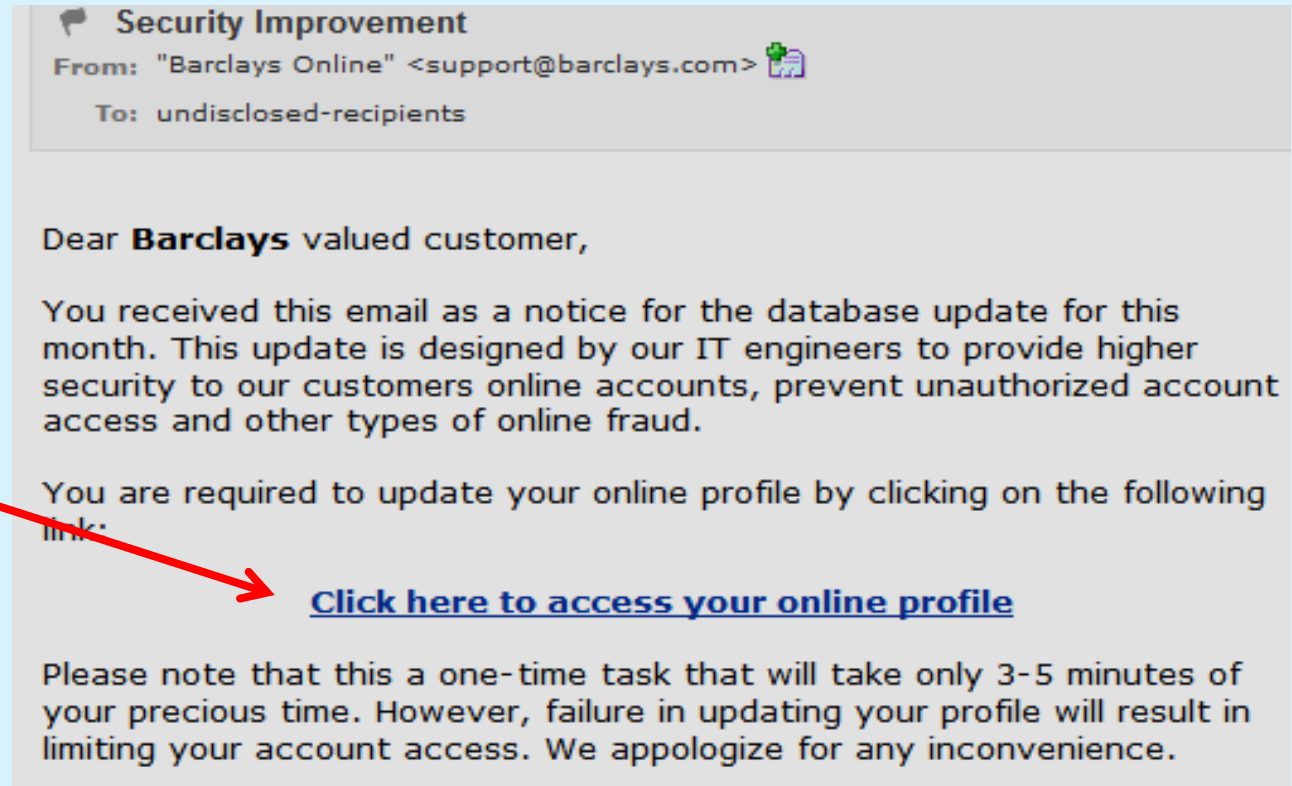 Security Improvement
From: "Barclays Online" <support@barclays.com>
To: undisclosed-recipients
Dear Barclays valued customer,
You received this email as a notice for the database update for this
month. This update is designed by our IT engineers to provide higher
security to our customers online accounts, prevent unauthorized account
access and other types of online fraud.
You are required to update your online profile by clicking on the following
link:
Click here to access your online profile
Please note that this a one-time task that will take only 3-5 minutes of
your precious time. However, failure in updating your profile will result in
limiting your account access. We appologize for any inconvenience.